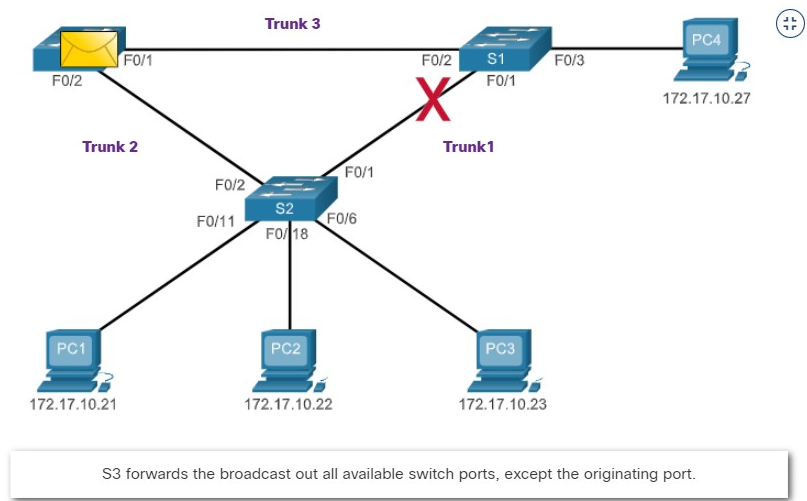 Trunk 3
F0/1
F0/2
S1
F0/3
PC4
F0/2
F0/1
172.17.10.27
Trunk 2
Trunk1
F0/2
F0/1
S2
F0/11
F0/18
F0/6
PC1
PC2
PC3
172.17.10.21
172.17.10.22
172.17.10.23
S3 forwards the broadcast out all available switch ports, except the originating port.